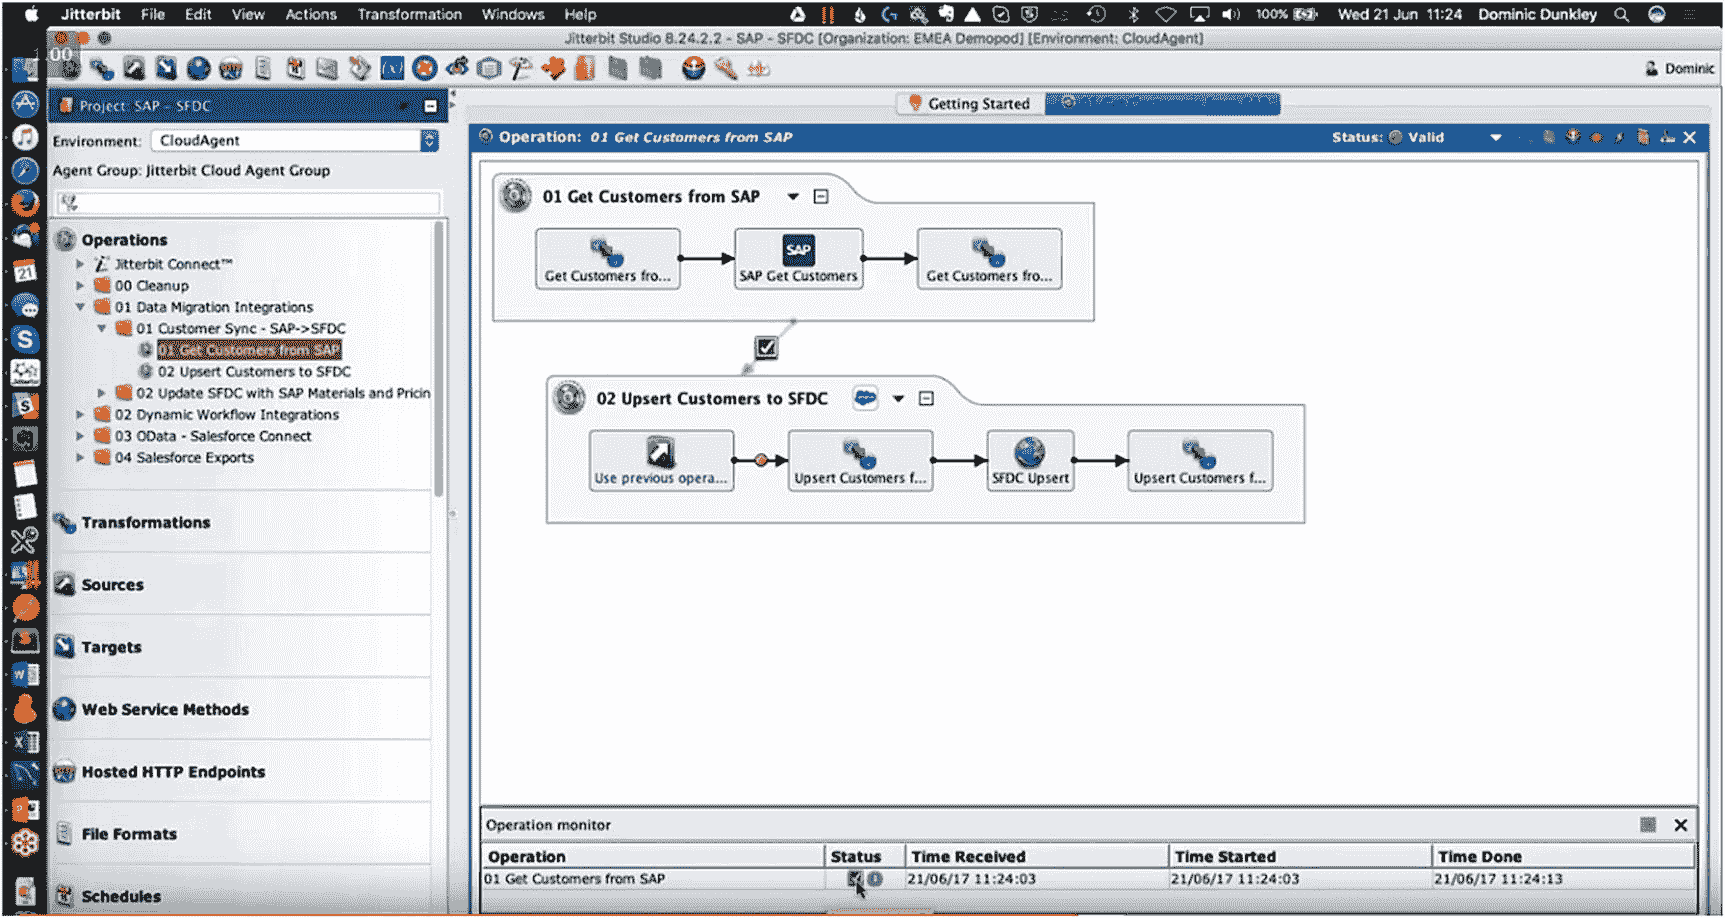 Jitterbit File Edit View Actions Transformation Windows Help 100% Wed 21 Jun 11:24 Dominic Dunkley
Jitterbit Studio 8.24.2.2 - SAP - SFDC [Organization: EMEA Demopod] [Environment: CloudAgent]
Dominic
Project: SAP - SFDC
Getting Started
Environment: CloudAgent
Operation: 01 Get Customers from SAP
Status: Valid
Agent Group: Jitterbit Cloud Agent Group
Operations
Jitterbit Connect™
00 Cleanup
01 Data Migration Integrations
01 Customer Sync - SAP->SFDC
01 Get Customers from SAP
02 Upsert Customers to SFDC
02 Update SFDC with SAP Materials and Pricin
02 Dynamic Workflow Integrations
03 OData - Salesforce Connect
04 Salesforce Exports
Transformations
Sources
Targets
Web Service Methods
Hosted HTTP Endpoints
File Formats
Schedules
01 Get Customers from SAP
SAP
Get Customers fro...
SAP Get Customers
Get Customers fro...
02 Upsert Customers to SFDC
Use previous opera...
Upsert Customers f...
SFDC Upsert
Upsert Customers f...
Operation monitor
Operation Status Time Received Time Started Time Done
01 Get Customers from SAP 21/06/17 11:24:03 21/06/17 11:24:03 21/06/17 11:24:13